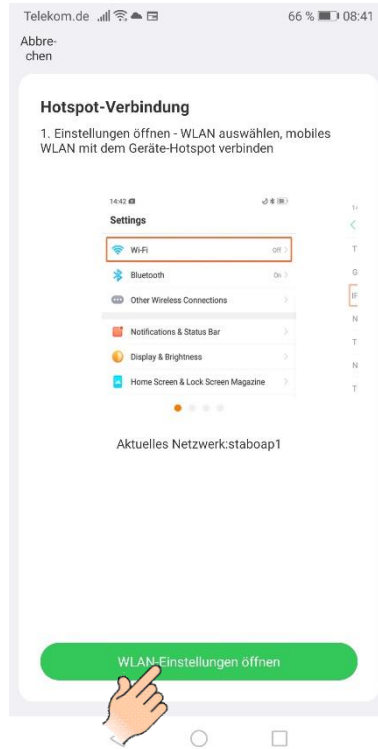 Telekom.de 66 % 08:41
Abbre-
chen
Hotspot-Verbindung
1. Einstellungen öffnen - WLAN auswählen, mobiles
WLAN mit dem Geräte-Hotspot verbinden
14:42
Settings
Wi-Fi Off
Bluetooth On
Other Wireless Connections
Notifications & Status Bar
Display & Brightness
Home Screen & Lock Screen Magazine
Aktuelles Netzwerk:staboap1
WLAN-Einstellungen öffnen